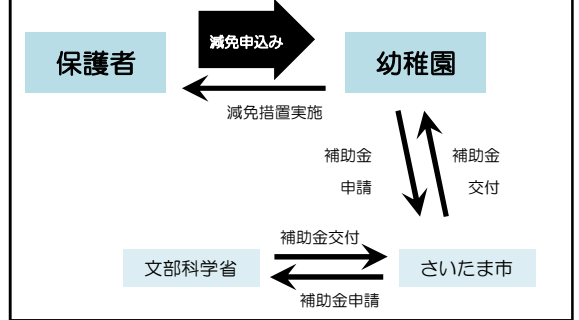 減免申込み
保護者
幼稚園
減免措置実施
補助金
申請
補助金
交付
補助金交付
文部科学省
さいたま市
補助金申請